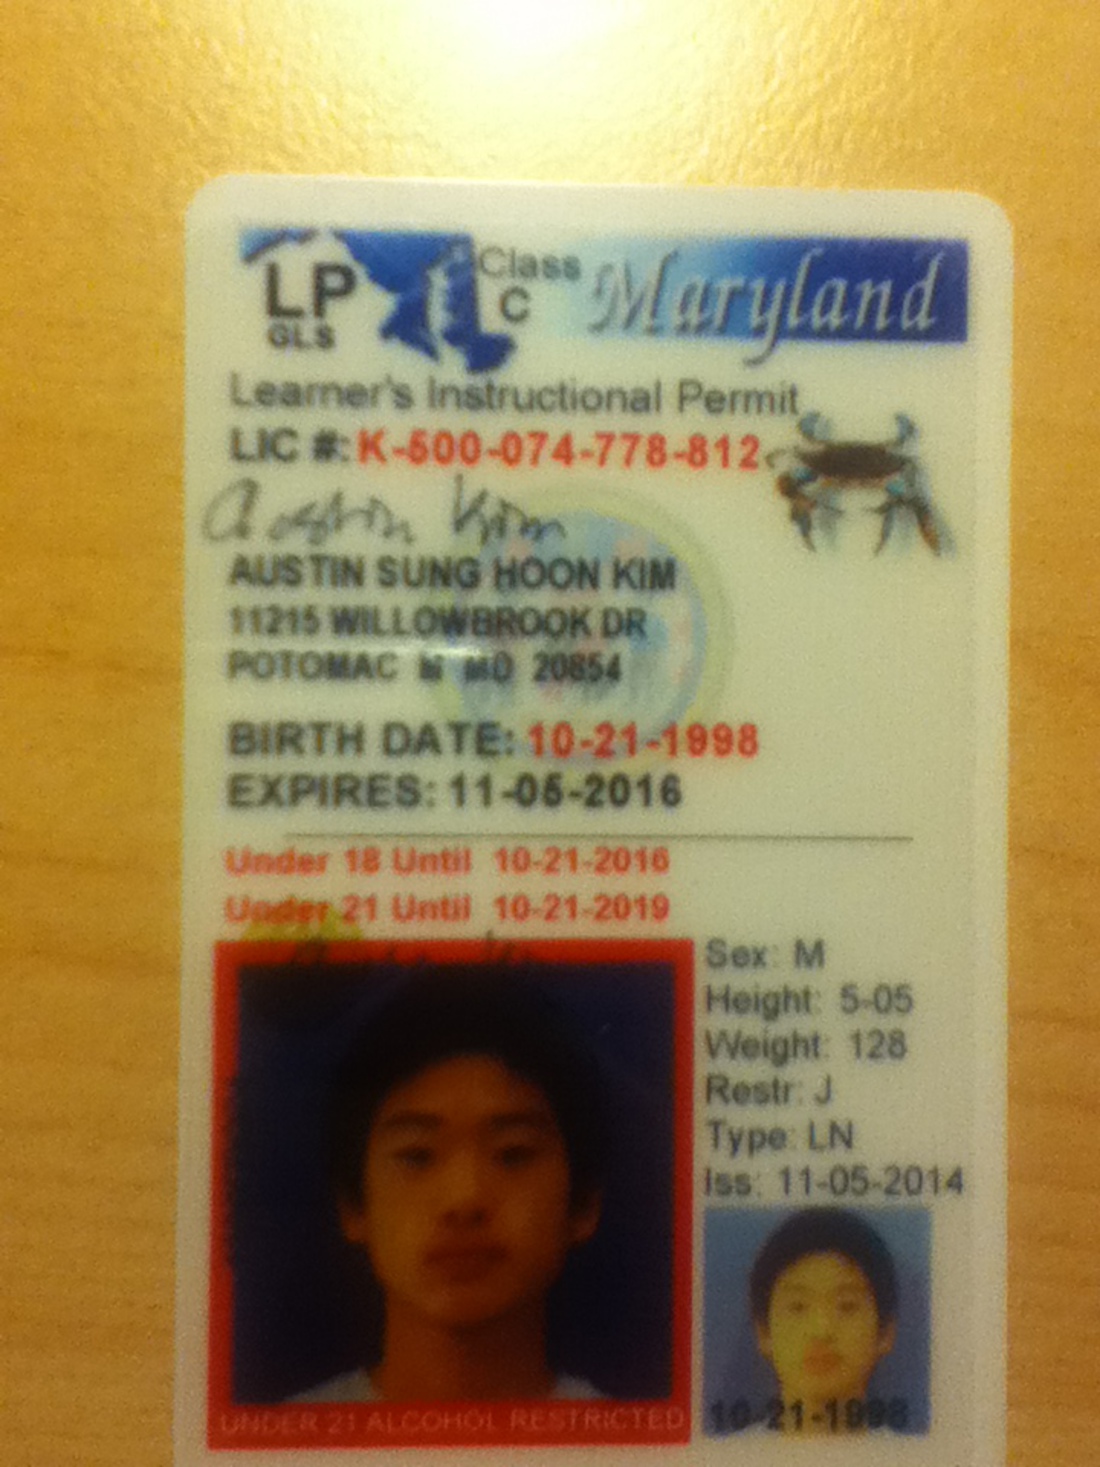 LP
GLS
Class
C
Maryland
Learner's Instructional Permit
LIC #: K-500-074-778-812
Austin Kim
AUSTIN SUNG HOON KIM
11215 WILLOWBROOK DR
POTOMAC M MD 20854
BIRTH DATE: 10-21-1998
EXPIRES: 11-05-2016
Under 18 Until 10-21-2016
Under 21 Until 10-21-2019
Sex: M
Height: 5-05
Weight: 128
Restr: J
Type: LN
Iss: 11-05-2014
UNDER 21 ALCOHOL RESTRICTED
10-21-1998